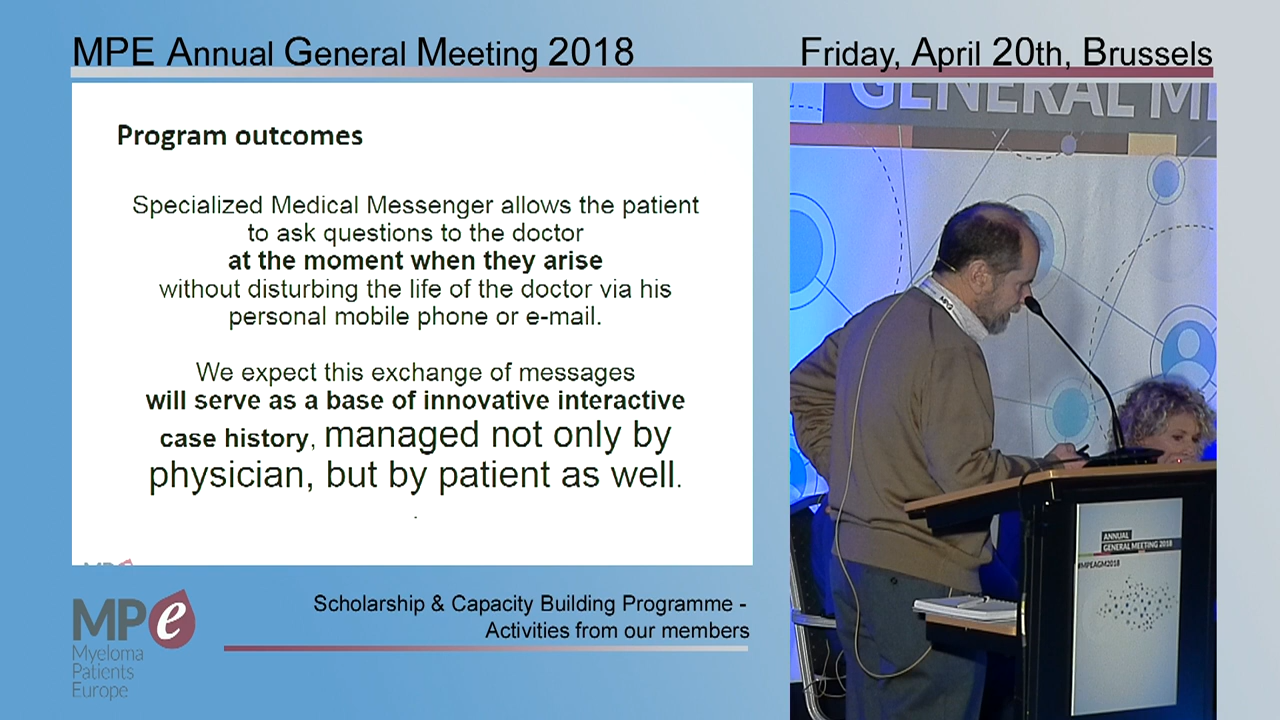 MPE Annual General Meeting 2018
Friday, April 20th, Brussels
Program outcomes
Specialized Medical Messenger allows the patient
to ask questions to the doctor
at the moment when they arise
without disturbing the life of the doctor via his
personal mobile phone or e-mail.
We expect this exchange of messages
will serve as a base of innovative interactive
case history, managed not only by
physician, but by patient as well.
.
GENERAL ME
MPe
ANNUAL
GENERAL MEETING 2018
#MPEAGM2018
Scholarship & Capacity Building Programme -
Activities from our members
MPe
Myeloma
Patients
Europe